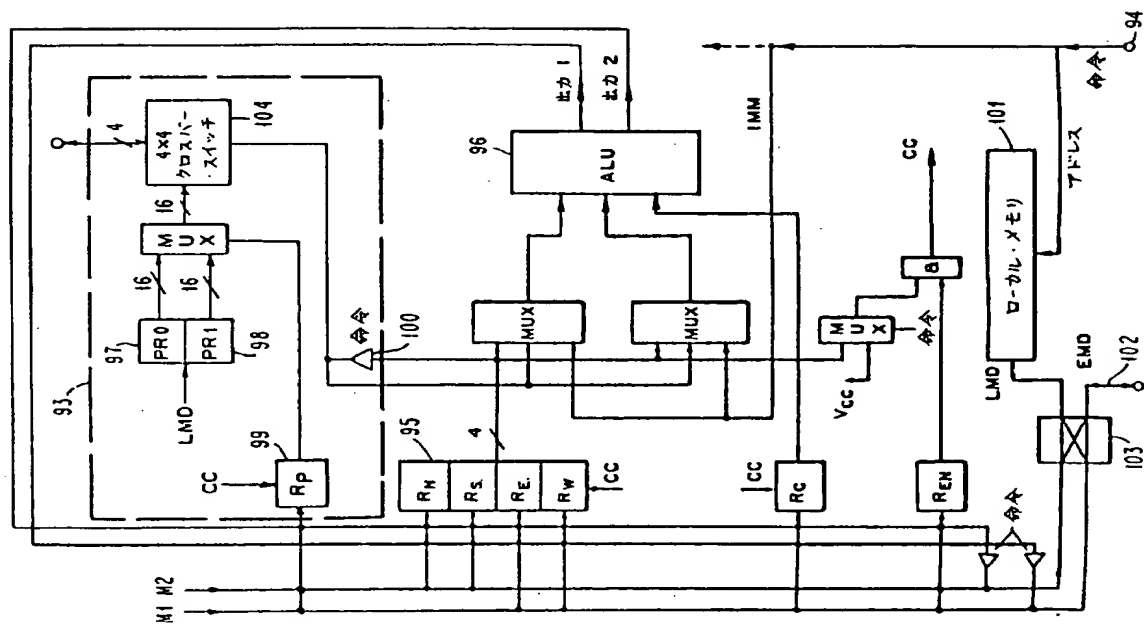 93
97
PR0
PR1
98
LMD
16
16
MUX
16
4
4×4
クロスバー
・スイッチ
104
CC
99
RP
命令
100
出力 1
出力 2
96
ALU
MUX
MUX
IMM
95
RN
RS
RE
RW
4
CC
CC
RC
REN
VCC
MUX
命令
&
CC
101
ローカル・メモリ
アドレス
命令
94
LMD
EMD
102
103
命令
M1 M2